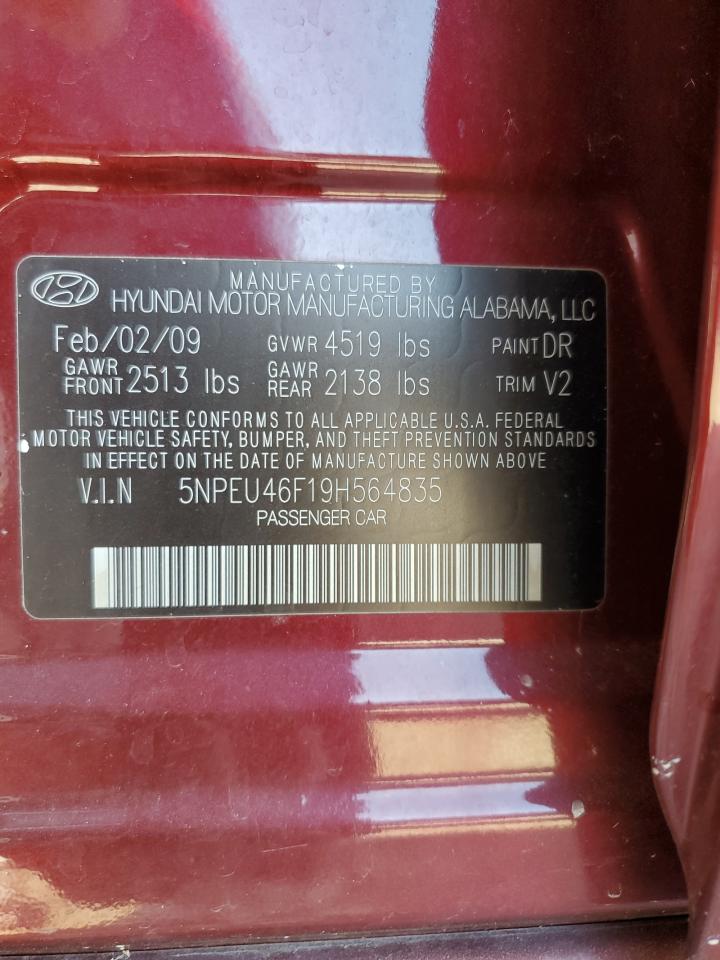 MANUFACTURED BY
HYUNDAI MOTOR MANUFACTURING ALABAMA, LLC
Feb/02/09 GVWR 4519 lbs PAINT DR
GAWR FRONT 2513 lbs GAWR REAR 2138 lbs TRIM V2
THIS VEHICLE CONFORMS TO ALL APPLICABLE U.S.A. FEDERAL
MOTOR VEHICLE SAFETY, BUMPER, AND THEFT PREVENTION STANDARDS
IN EFFECT ON THE DATE OF MANUFACTURE SHOWN ABOVE
V.I.N 5NPEU46F19H564835
PASSENGER CAR